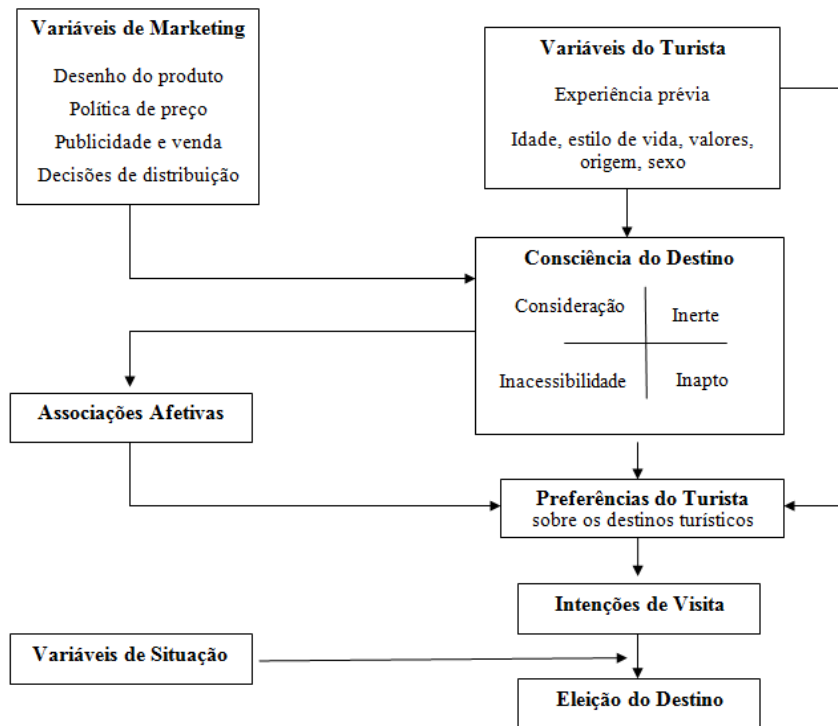 Variáveis de Marketing
Desenho do produto
Política de preço
Publicidade e venda
Decisões de distribuição
Variáveis do Turista
Experiência prévia
Idade, estilo de vida, valores,
origem, sexo
Consciência do Destino
Consideração
Inerte
Inacessibilidade
Inapto
Associações Afetivas
Preferências do Turista
sobre os destinos turísticos
Intenções de Visita
Variáveis de Situação
Eleição do Destino